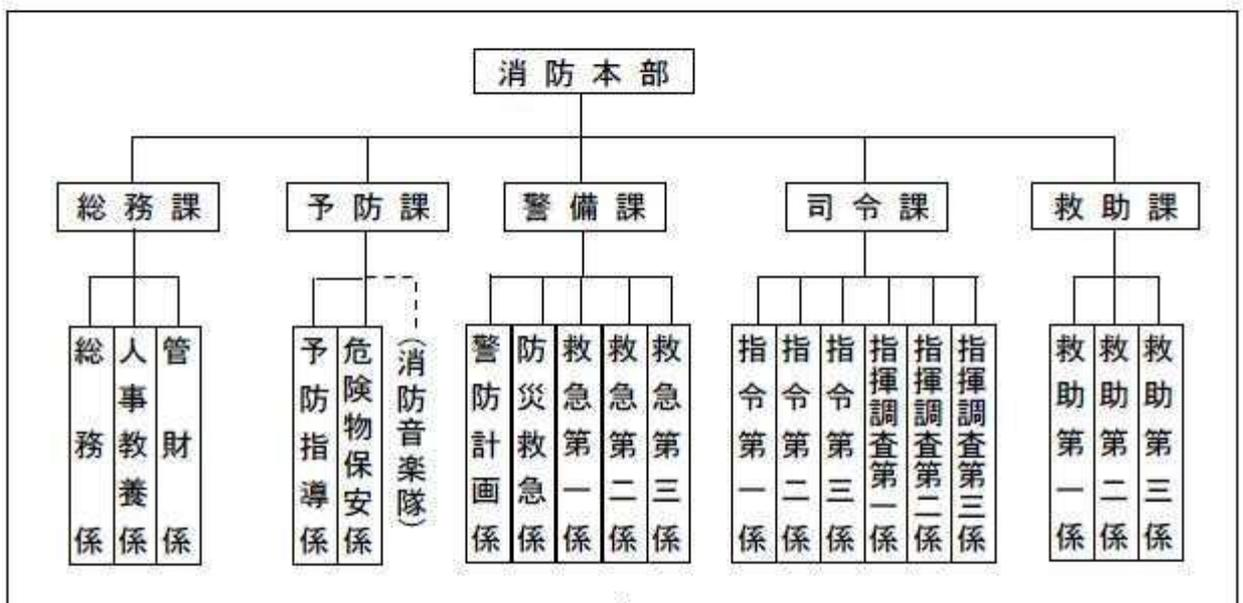 消防本部
総務課
予防課
警備課
司令課
救助課
総務係
人事教養係
管財係
予防指導係
危険物保安係
(消防音楽隊)
警防計画係
防災救急係
救急第一係
救急第二係
救急第三係
指令第一係
指令第二係
指令第三係
指揮調査第一係
指揮調査第二係
指揮調査第三係
救助第一係
救助第二係
救助第三係